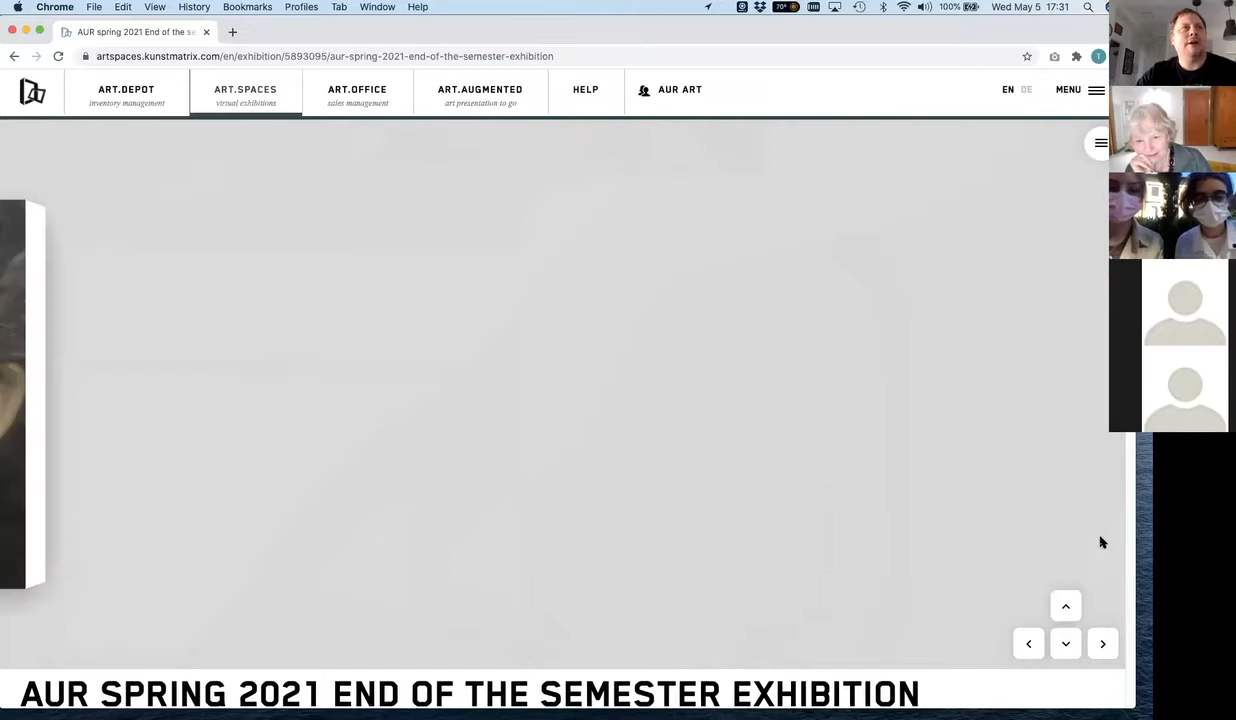 Chrome File Edit View History Bookmarks Profiles Tab Window Help 70° 100% Wed May 5 17:31
AUR spring 2021 End of the se
artspaces.kunstmatrix.com/en/exhibition/5893095/aur-spring-2021-end-of-the-semester-exhibition T
ART.DEPOT ART.SPACES ART.OFFICE ART.AUGMENTED HELP AUR ART EN DE MENU
inventory management virtual exhibitions sales management art presentation to go
AUR SPRING 2021 END OF THE SEMESTER EXHIBITION